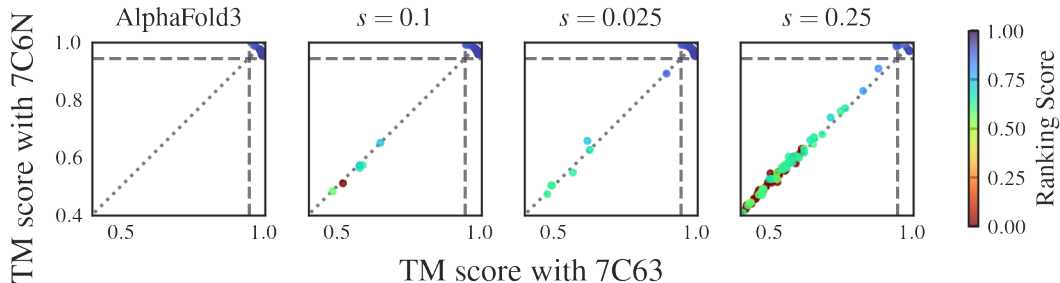 AlphaFold3 s = 0.1 s = 0.025 s = 0.25
TM score with 7C6N
1.0
0.8
0.6
0.4
0.5 1.0 0.5 1.0 0.5 1.0 0.5 1.0
TM score with 7C63
1.00
0.75
0.50
0.25
0.00
Ranking Score